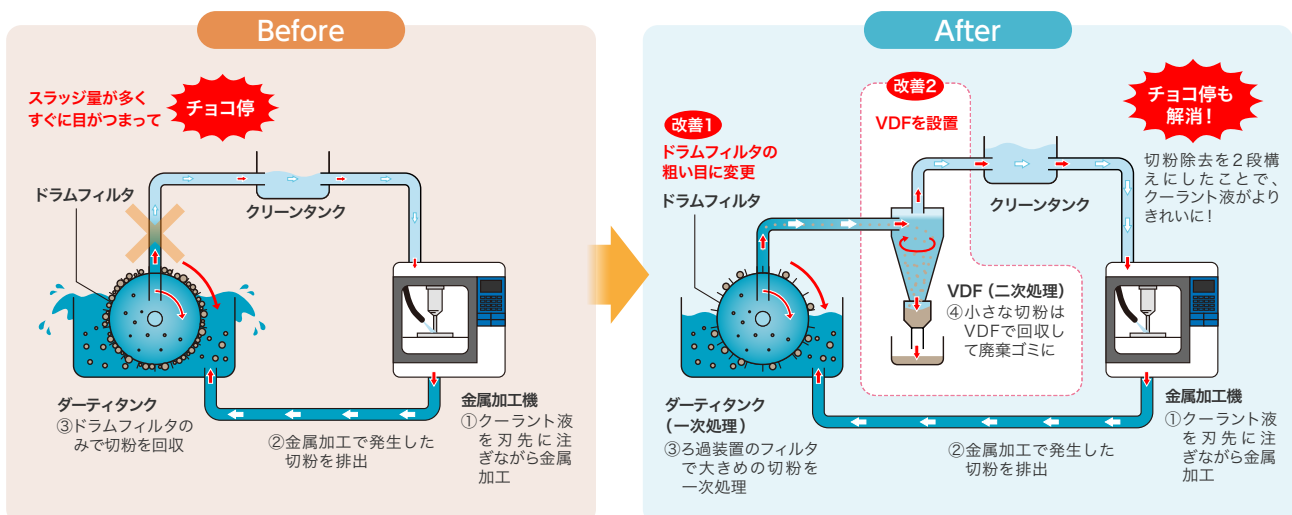 Before
スラッジ量が多く
すぐに目がつまって
チョコ停
ドラムフィルタ
クリーンタンク
ダーティタンク
③ドラムフィルタの
みで切粉を回収
②金属加工で発生した
切粉を排出
金属加工機
①クーラント液
を刃先に注
ぎながら金属
加工
After
改善1
ドラムフィルタの
粗い目に変更
ドラムフィルタ
改善2
VDFを設置
クリーンタンク
チョコ停も
解消！
切粉除去を2段構
えにしたことで、
クーラント液がより
きれいに！
VDF（二次処理）
④小さな切粉は
VDFで回収し
て廃棄ゴミに
ダーティタンク
（一次処理）
③ろ過装置のフィルタ
で大きめの切粉を
一次処理
②金属加工で発生した
切粉を排出
金属加工機
①クーラント液
を刃先に注
ぎながら金属
加工